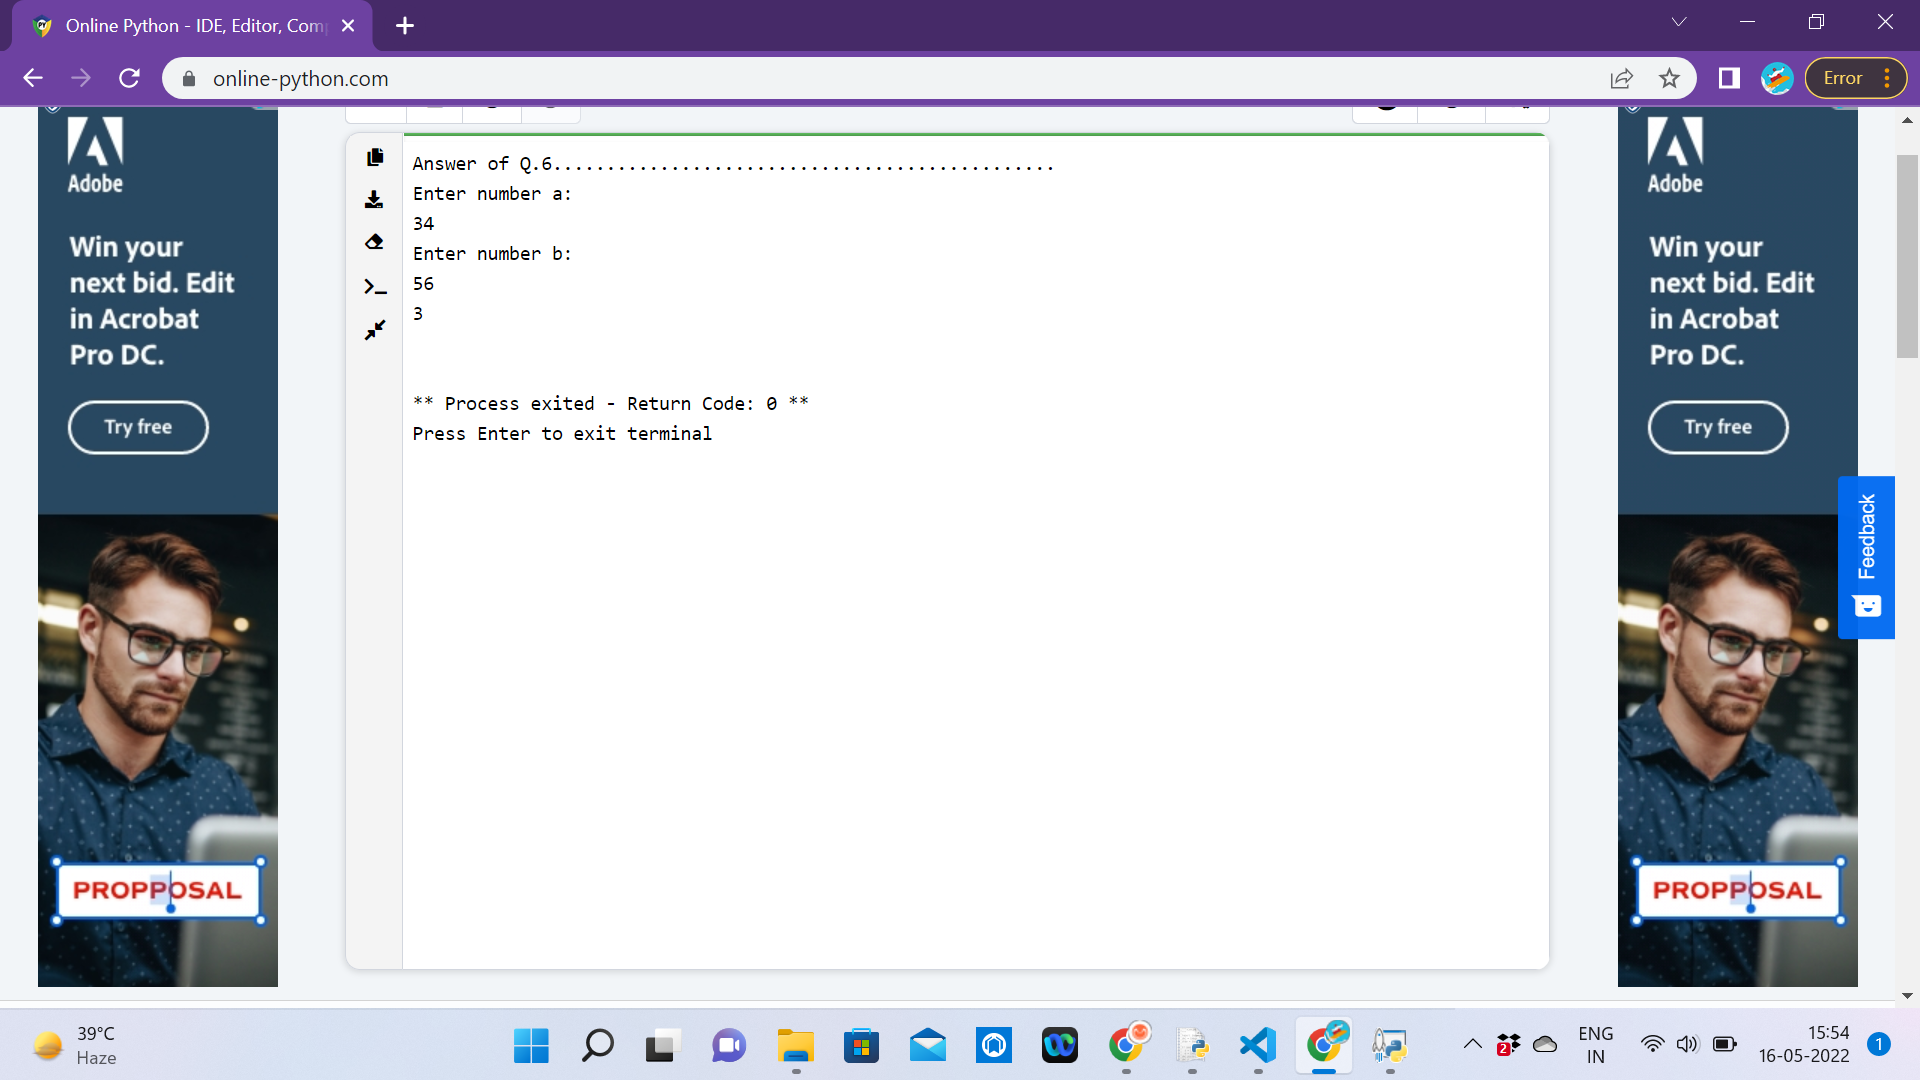 Online Python - IDE, Editor, Com
online-python.com
Error
Adobe
Win your
next bid. Edit
in Acrobat
Pro DC.
Try free
PROPPOSAL
Answer of Q.6...............................................
Enter number a:
34
Enter number b:
56
3
** Process exited - Return Code: 0 **
Press Enter to exit terminal
Adobe
Win your
next bid. Edit
in Acrobat
Pro DC.
Try free
PROPPOSAL
Feedback
39°C
Haze
2
ENG
IN
15:54
16-05-2022
1